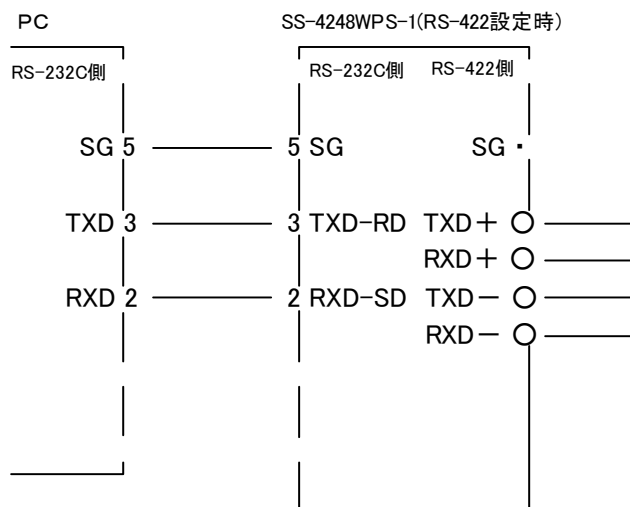 PC SS-4248WPS-1(RS-422設定時)
RS-232C側 RS-232C側 RS-422側
SG 5 5 SG SG ・
TXD 3 3 TXD-RD TXD+
RXD+
RXD 2 2 RXD-SD TXD-
RXD-